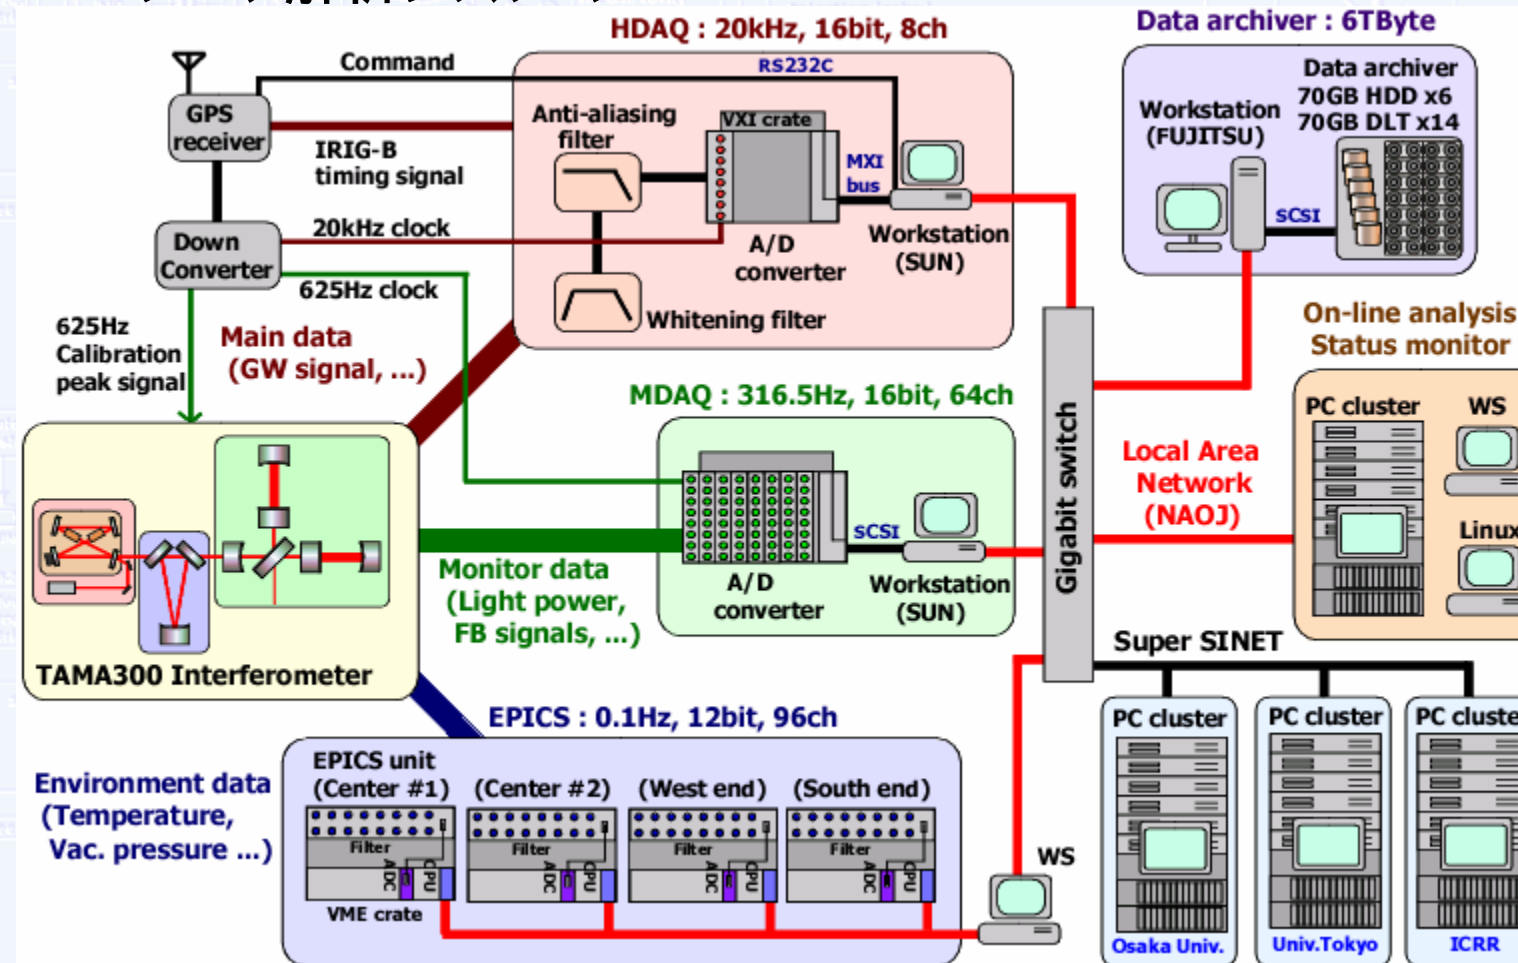 HDAQ : 20kHz, 16bit, 8ch
Data archiver : 6TByte
Command
RS232C
GPS
receiver
IRIG-B
timing signal
Anti-aliasing
filter
VXI crate
MXI
bus
Workstation
(SUN)
A/D
converter
Whitening filter
Down
Converter
20kHz clock
625Hz clock
625Hz
Calibration
peak signal
Main data
(GW signal, ...)
Data archiver
70GB HDD x6
70GB DLT x14
Workstation
(FUJITSU)
SCSI
On-line analysis
Status monitor
PC cluster
WS
Linux
MDAQ : 316.5Hz, 16bit, 64ch
SCSI
A/D
converter
Workstation
(SUN)
Gigabit switch
Local Area
Network
(NAOJ)
Monitor data
(Light power,
FB signals, ...)
TAMA300 Interferometer
Super SINET
EPICS : 0.1Hz, 12bit, 96ch
Environment data
(Temperature,
Vac. pressure ...)
EPICS unit
(Center #1)
(Center #2)
(West end)
(South end)
Filter
ADC
CPU
Filter
ADC
CPU
Filter
ADC
CPU
Filter
ADC
CPU
VME crate
WS
PC cluster
Osaka Univ.
PC cluster
Univ.Tokyo
PC cluste
ICRR